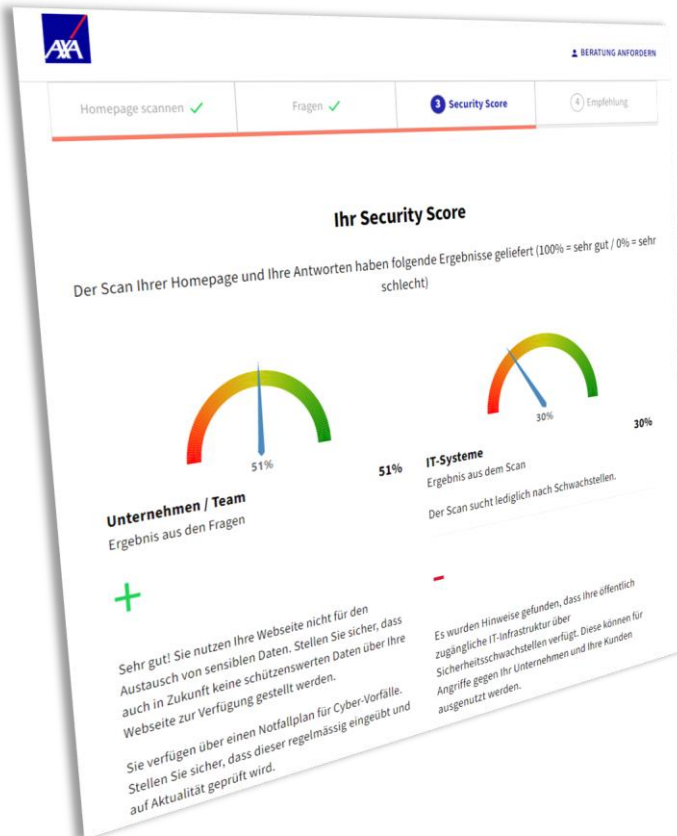 AXA
BERATUNG ANFORDERN
Homepage scannen
Fragen
3 Security Score
4 Empfehlung
Ihr Security Score
Der Scan Ihrer Homepage und Ihre Antworten haben folgende Ergebnisse geliefert (100% = sehr gut / 0% = sehr
schlecht)
51%
51%
Unternehmen / Team
Ergebnis aus den Fragen
+
Sehr gut! Sie nutzen Ihre Webseite nicht für den
Austausch von sensiblen Daten. Stellen Sie sicher, dass
auch in Zukunft keine schützenswerten Daten über Ihre
Webseite zur Verfügung gestellt werden.
Sie verfügen über einen Notfallplan für Cyber-Vorfälle.
Stellen Sie sicher, dass dieser regelmässig eingeübt und
auf Aktualität geprüft wird.
30%
30%
IT-Systeme
Ergebnis aus dem Scan
Der Scan sucht lediglich nach Schwachstellen.
-
Es wurden Hinweise gefunden, dass Ihre öffentlich
zugängliche IT-Infrastruktur über
Sicherheitsschwachstellen verfügt. Diese können für
Angriffe gegen Ihr Unternehmen und Ihre Kunden
ausgenutzt werden.